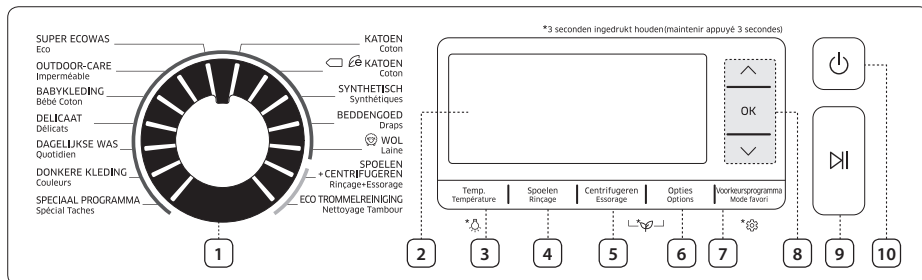 *3 seconden ingedrukt houden(maintenir appuyé 3 secondes)
SUPER ECOWAS
Eco
OUTDOOR-CARE
Imperméable
BABYKLEDING
Bébé Coton
DELICAAT
Délicats
DAGELIJKSE WAS
Quotidien
DONKERE KLEDING
Couleurs
SPECIAAL PROGRAMMA
Spécial Taches
KATOEN
Coton
e KATOEN
Coton
SYNTHETISCH
Synthétiques
BEDDENGOED
Draps
WOL
Laine
SPOELEN
+CENTRIFUGEREN
Rinçage+Essorage
ECO TROMMELREINIGING
Nettoyage Tambour
OK
Temp.
Température
Spoelen
Rinçage
Centrifugeren
Essorage
Opties
Options
Voorkeursprogramma
Mode favori
* * *
1 2 3 4 5 6 7 8 9 10